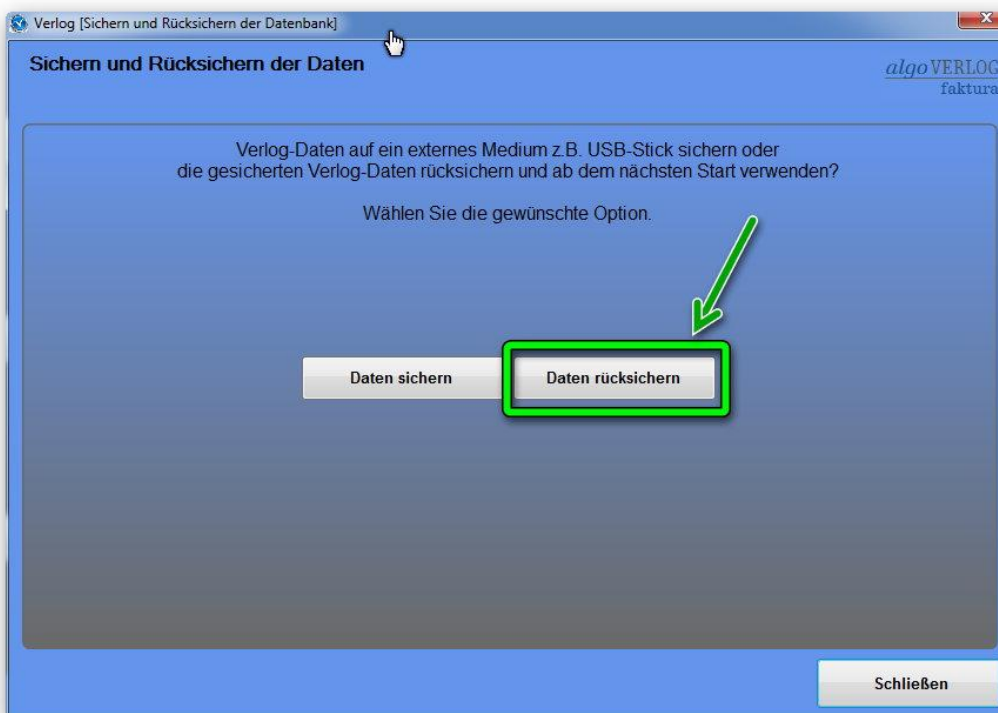 Verlog [Sichern und Rücksichern der Datenbank]
Sichern und Rücksichern der Daten
algoVERLOG
faktura
Verlog-Daten auf ein externes Medium z.B. USB-Stick sichern oder
die gesicherten Verlog-Daten rücksichern und ab dem nächsten Start verwenden?
Wählen Sie die gewünschte Option.
Daten sichern
Daten rücksichern
Schließen